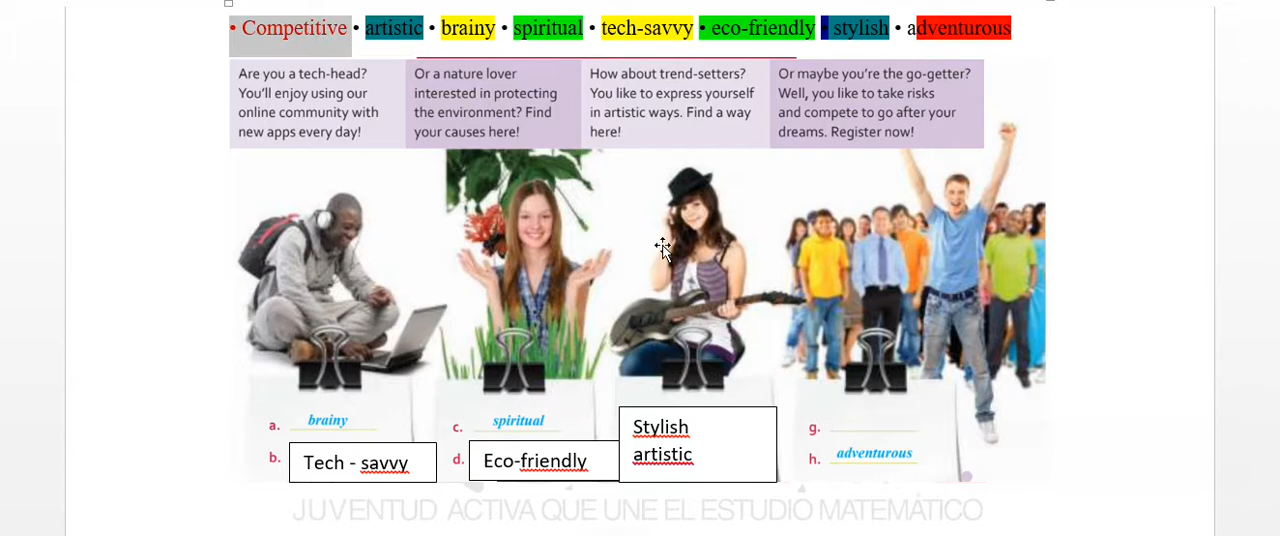 • Competitive • artistic • brainy • spiritual • tech-savvy • eco-friendly • stylish • adventurous
Are you a tech-head?
You'll enjoy using our
online community with
new apps every day!
Or a nature lover
interested in protecting
the environment? Find
your causes here!
How about trend-setters?
You like to express yourself
in artistic ways. Find a way
here!
Or maybe you're the go-getter?
Well, you like to take risks
and compete to go after your
dreams. Register now!
a. brainy
b. Tech - savvy
c. spiritual
d. Eco-friendly
Stylish
artistic
g.
h. adventurous
JUVENTUD ACTIVA QUE UNE EL ESTUDIO MATEMÁTICO